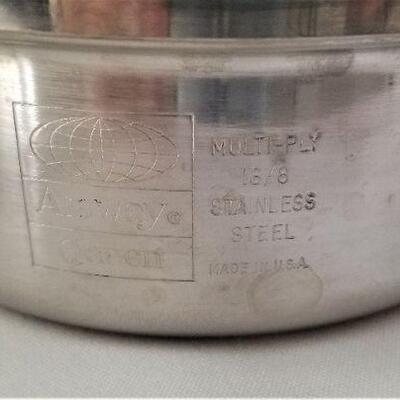 Amway®
Queen
MULTI-PLY
18/8
STAINLESS
STEEL
MADE IN U.S.A.